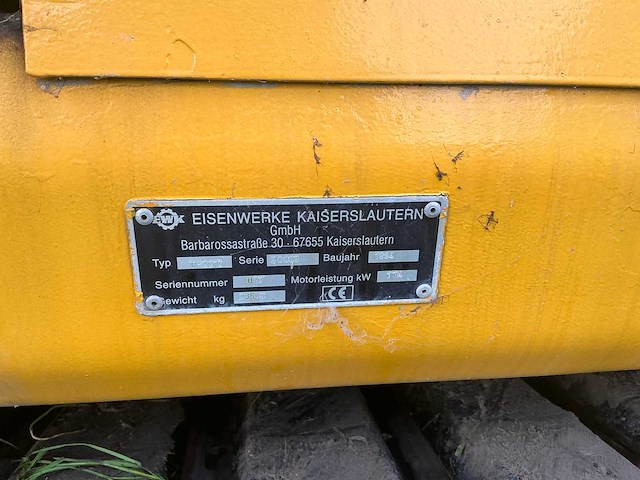 EWK EISENWERKE KAISERSLAUTERN
GmbH
Barbarossastraße 30 · 67655 Kaiserslautern
Typ Serie Baujahr
Seriennummer Motorleistung kW
Gewicht kg CE